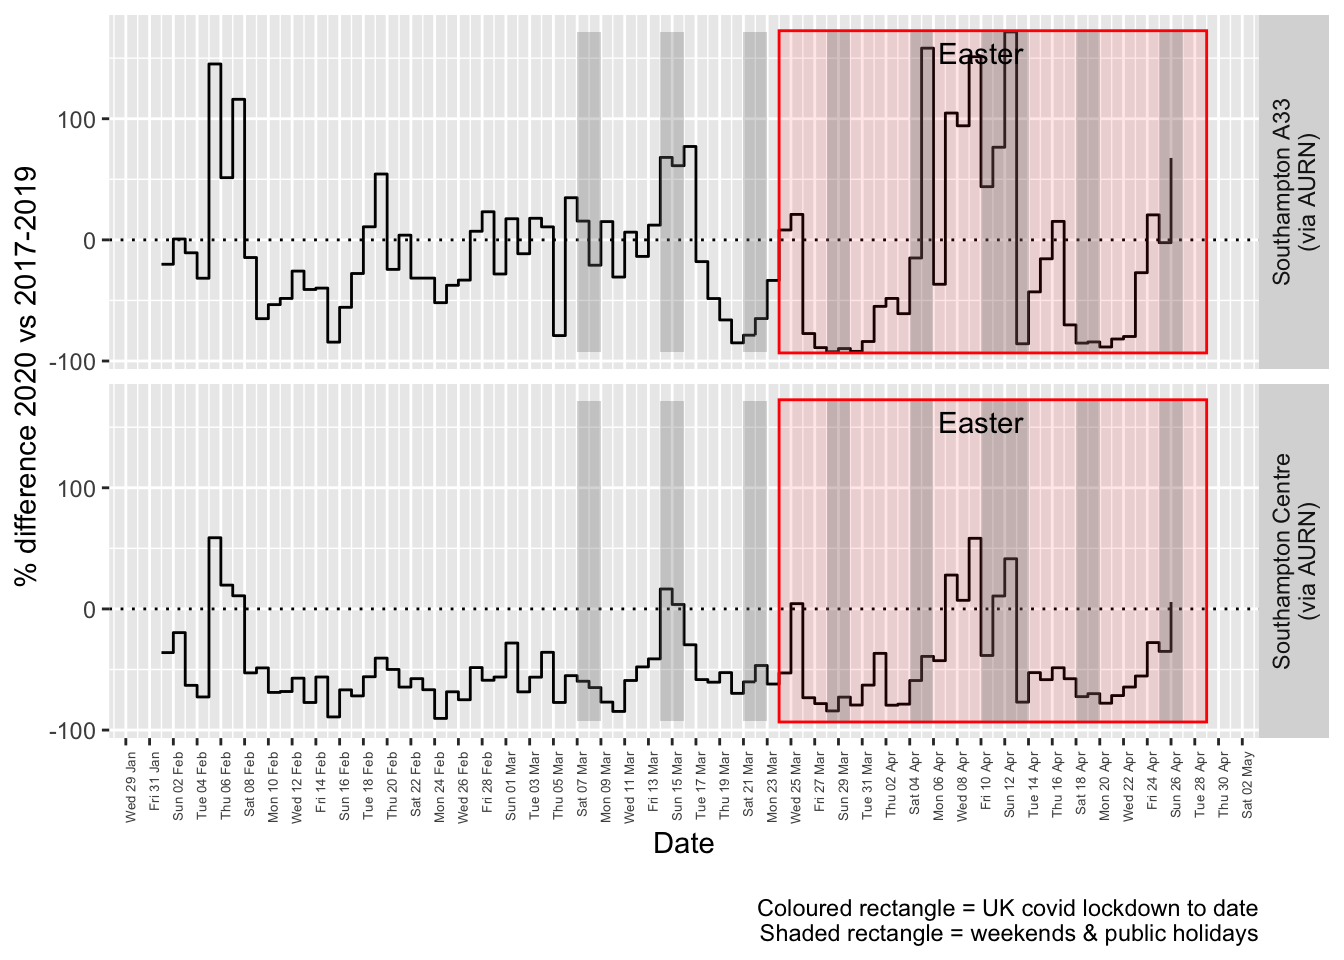 % difference 2020 vs 2017-2019
100
0
-100
Easter
Southampton A33
(via AURN)
100
0
-100
Easter
Southampton Centre
(via AURN)
Wed 29 Jan
Fri 31 Jan
Sun 02 Feb
Tue 04 Feb
Thu 06 Feb
Sat 08 Feb
Mon 10 Feb
Wed 12 Feb
Fri 14 Feb
Sun 16 Feb
Tue 18 Feb
Thu 20 Feb
Sat 22 Feb
Mon 24 Feb
Wed 26 Feb
Fri 28 Feb
Sun 01 Mar
Tue 03 Mar
Thu 05 Mar
Sat 07 Mar
Mon 09 Mar
Wed 11 Mar
Fri 13 Mar
Sun 15 Mar
Tue 17 Mar
Thu 19 Mar
Sat 21 Mar
Mon 23 Mar
Wed 25 Mar
Fri 27 Mar
Sun 29 Mar
Tue 31 Mar
Thu 02 Apr
Sat 04 Apr
Mon 06 Apr
Wed 08 Apr
Fri 10 Apr
Sun 12 Apr
Tue 14 Apr
Thu 16 Apr
Sat 18 Apr
Mon 20 Apr
Wed 22 Apr
Fri 24 Apr
Sun 26 Apr
Tue 28 Apr
Thu 30 Apr
Sat 02 May
Date
Coloured rectangle = UK covid lockdown to date
Shaded rectangle = weekends & public holidays